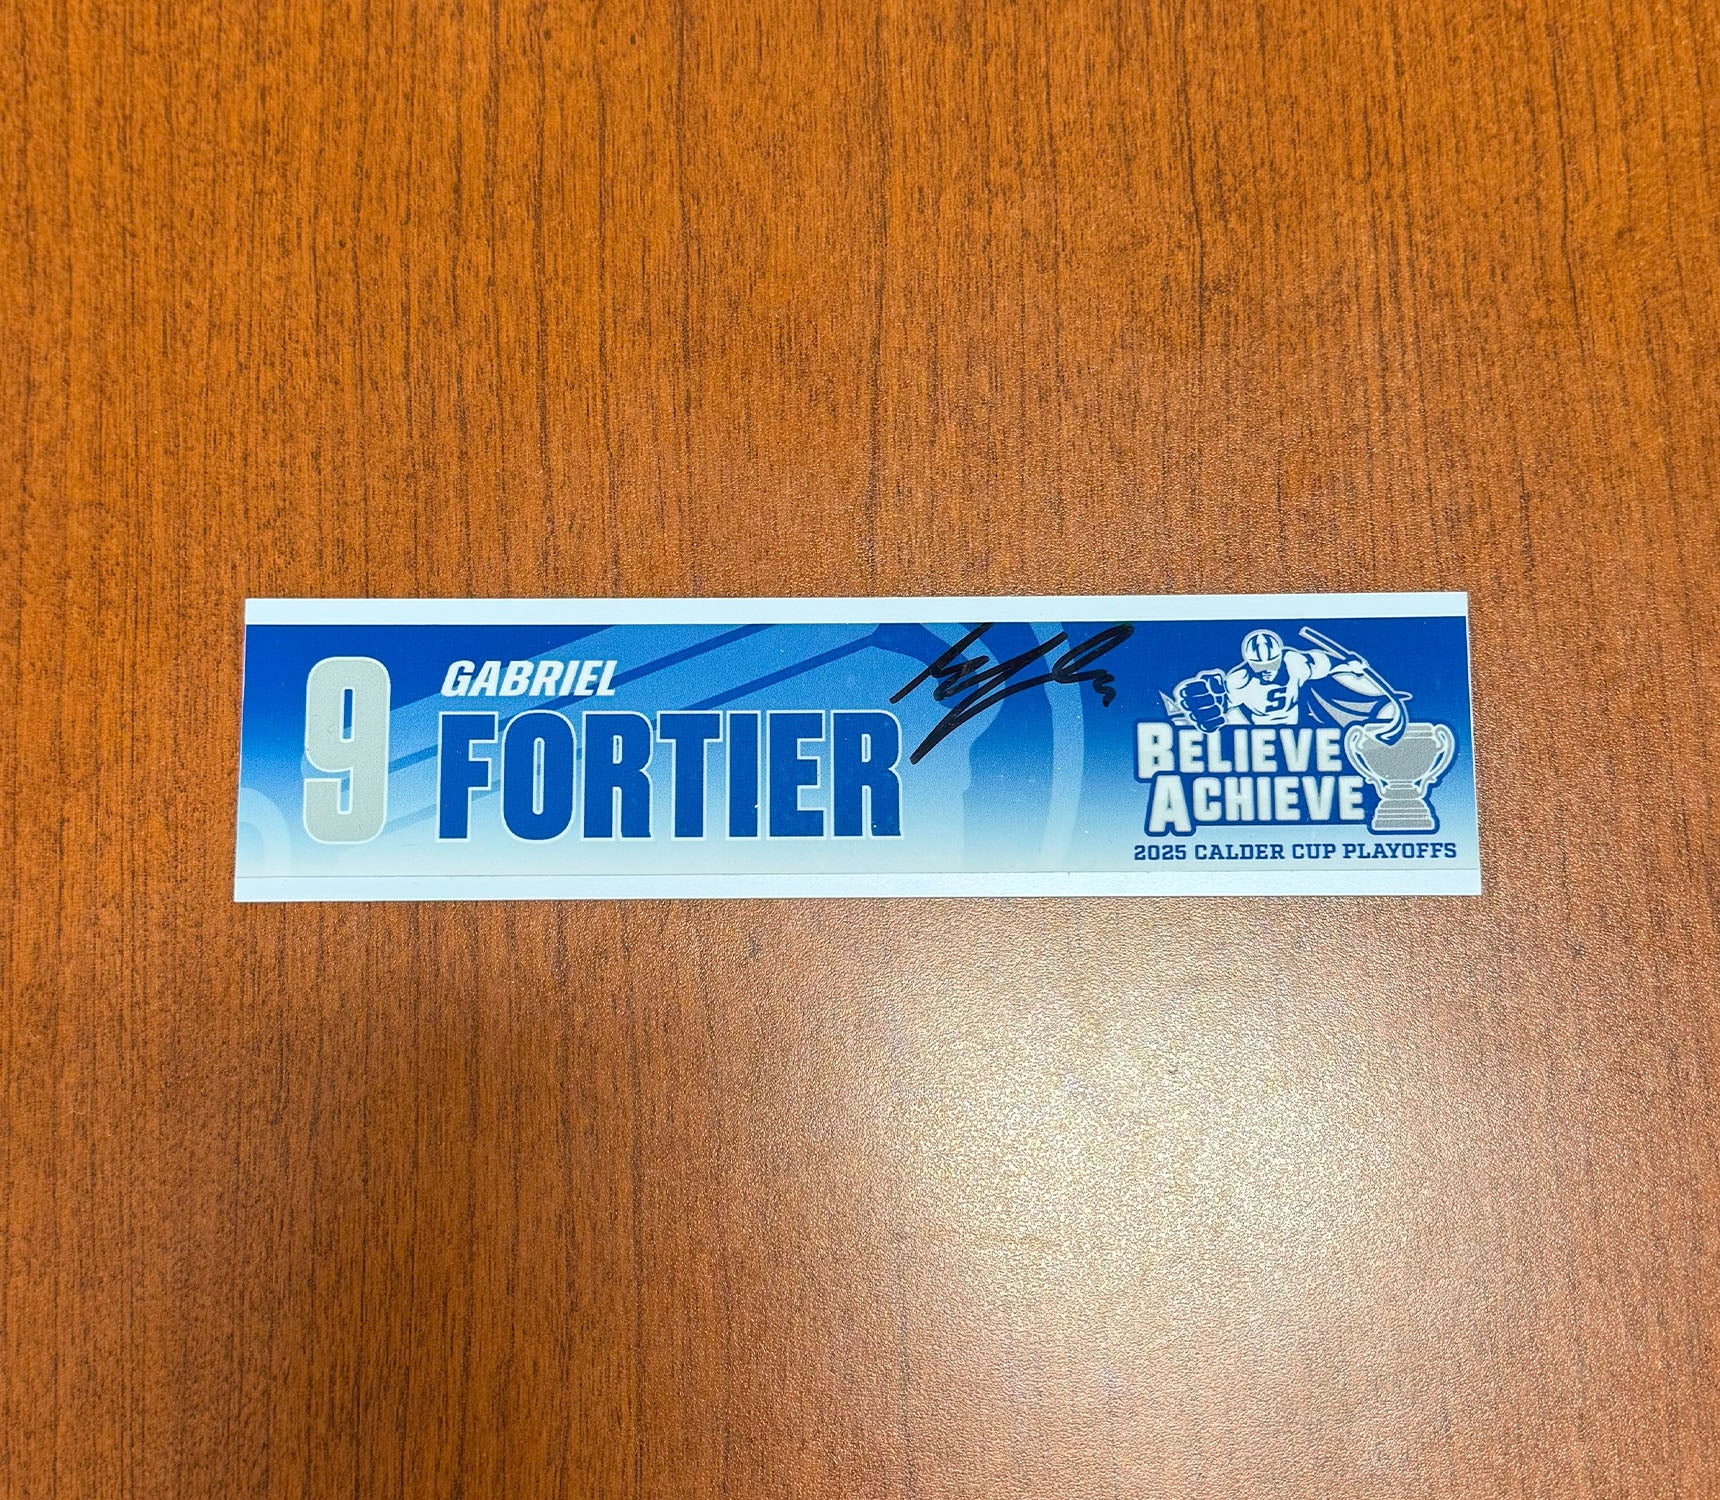 9
GABRIEL
FORTIER
S
BELIEVE
ACHIEVE
2025 CALDER CUP PLAYOFFS